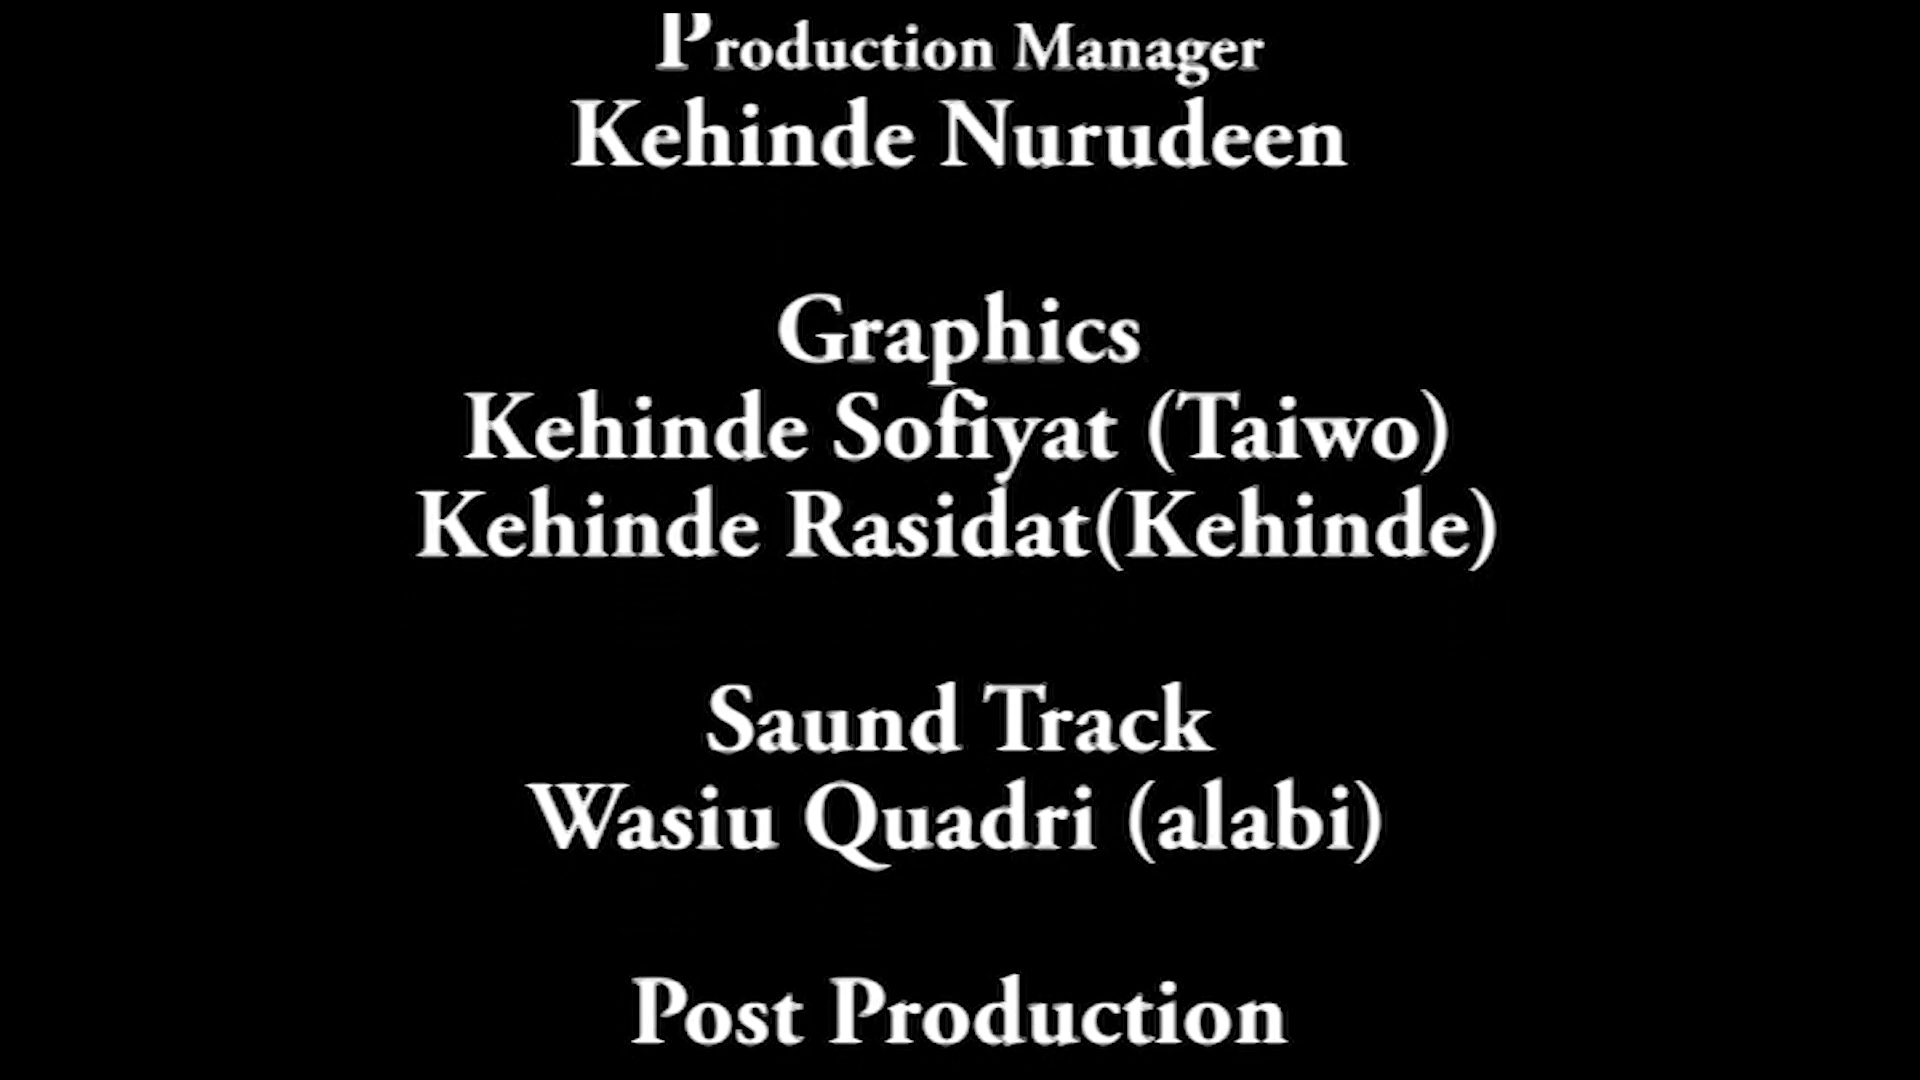 Production Manager
Kehinde Nurudeen
Graphics
Kehinde Sofiyat (Taiwo)
Kehinde Rasidat(Kehinde)
Saund Track
Wasiu Quadri (alabi)
Post Production